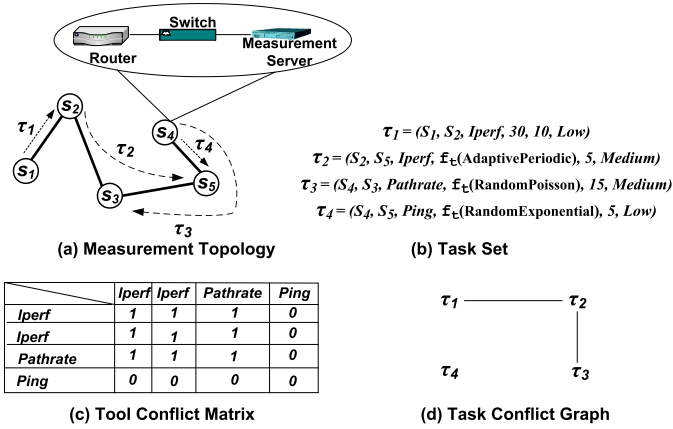 Switch
Router
Measurement
Server
S2
τ1
S1
τ2
S4
τ4
S5
S3
τ3
(a) Measurement Topology
τ1 = (S1, S2, Iperf, 30, 10, Low)
τ2 = (S2, S5, Iperf, ft(AdaptivePeriodic), 5, Medium)
τ3 = (S4, S3, Pathrate, ft(RandomPoisson), 15, Medium)
τ4 = (S4, S5, Ping, ft(RandomExponential), 5, Low)
(b) Task Set
Iperf Iperf Pathrate Ping
Iperf 1 1 1 0
Iperf 1 1 1 0
Pathrate 1 1 1 0
Ping 0 0 0 0
(c) Tool Conflict Matrix
τ1 τ2
τ4 τ3
(d) Task Conflict Graph